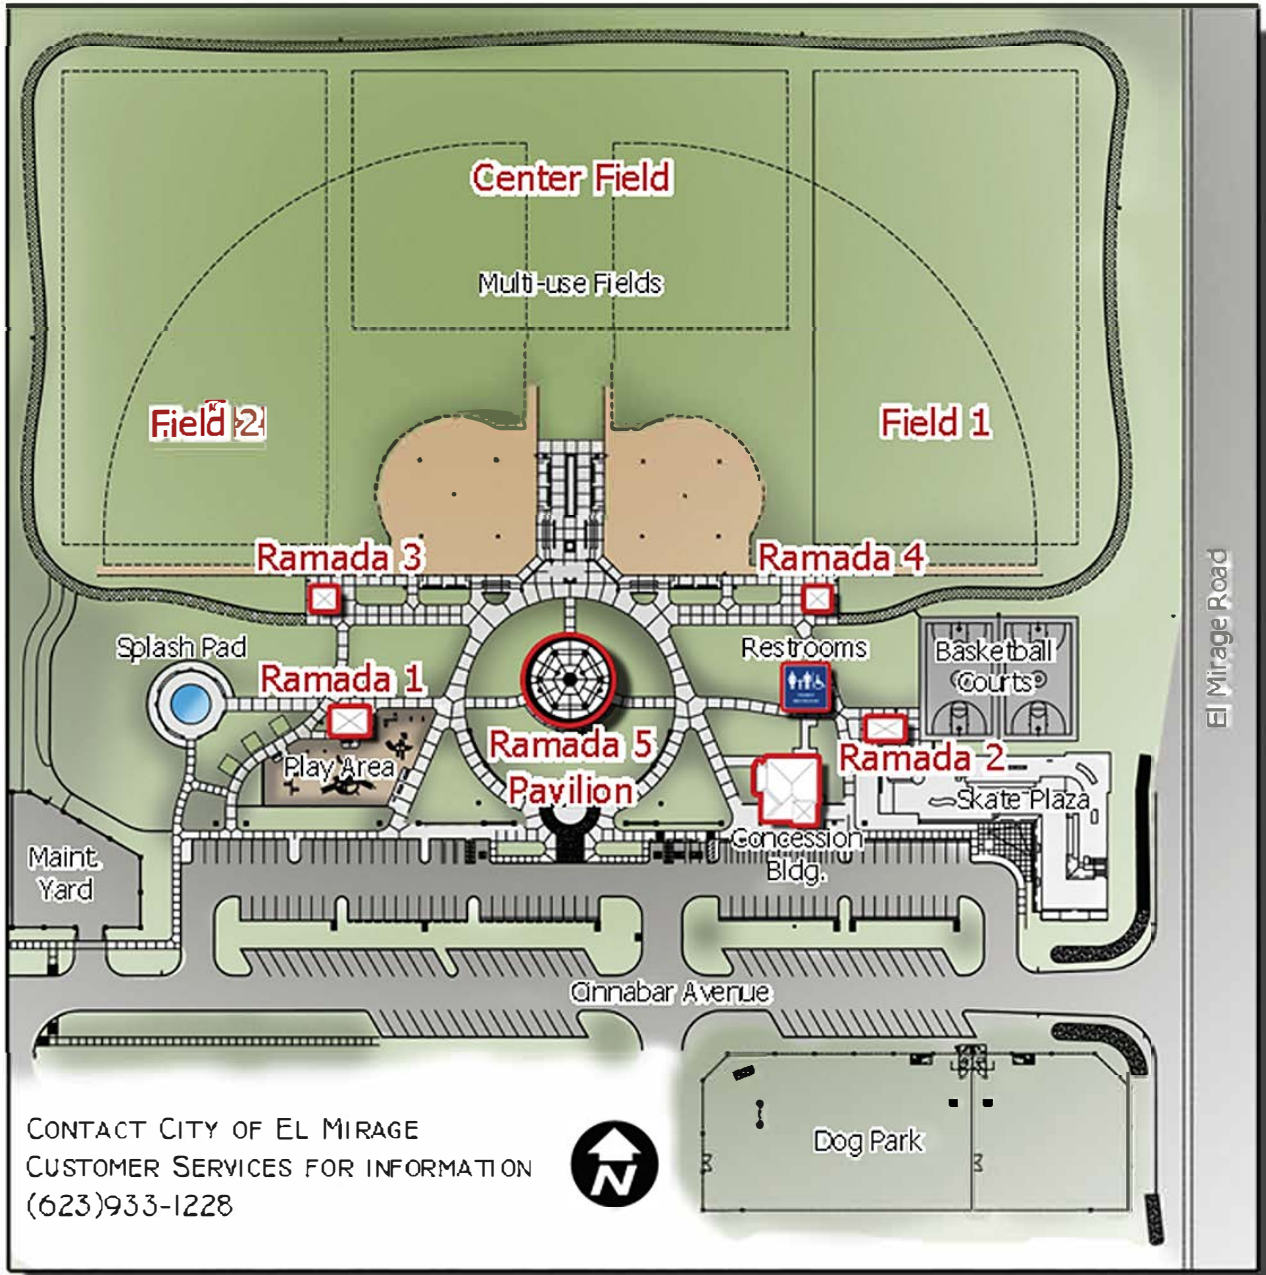 Center Field
Multi-use Fields
Field 2
Field 1
Ramada 3
Ramada 4
El Mirage Road
Splash Pad
Restrooms
Basketball
Courts
Ramada 1
Ramada 5
Pavilion
Ramada 2
Play Area
Skate Plaza
Concession
Bldg.
Maint.
Yard
Cinnabar Avenue
Dog Park
CONTACT CITY OF EL MIRAGE
CUSTOMER SERVICES FOR INFORMATION
(623)933-1228
N